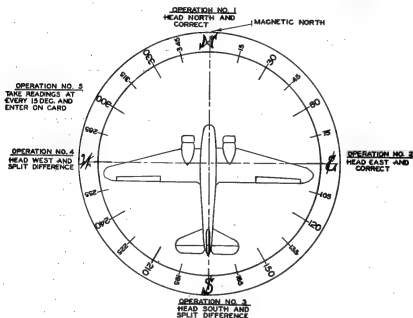 OPERATION NO. 1
HEAD NORTH AND
CORRECT
MAGNETIC NORTH
N
345
15
330
30
315
45
OPERATION NO. 5
TAKE READINGS AT
EVERY 15 DEG. AND
ENTER ON CARD
300
60
285
75
OPERATION NO. 4
HEAD WEST AND
SPLIT DIFFERENCE
W
E
OPERATION NO. 2
HEAD EAST AND
CORRECT
255
105
240
120
225
135
210
150
195
165
S
OPERATION NO. 3
HEAD SOUTH AND
SPLIT DIFFERENCE